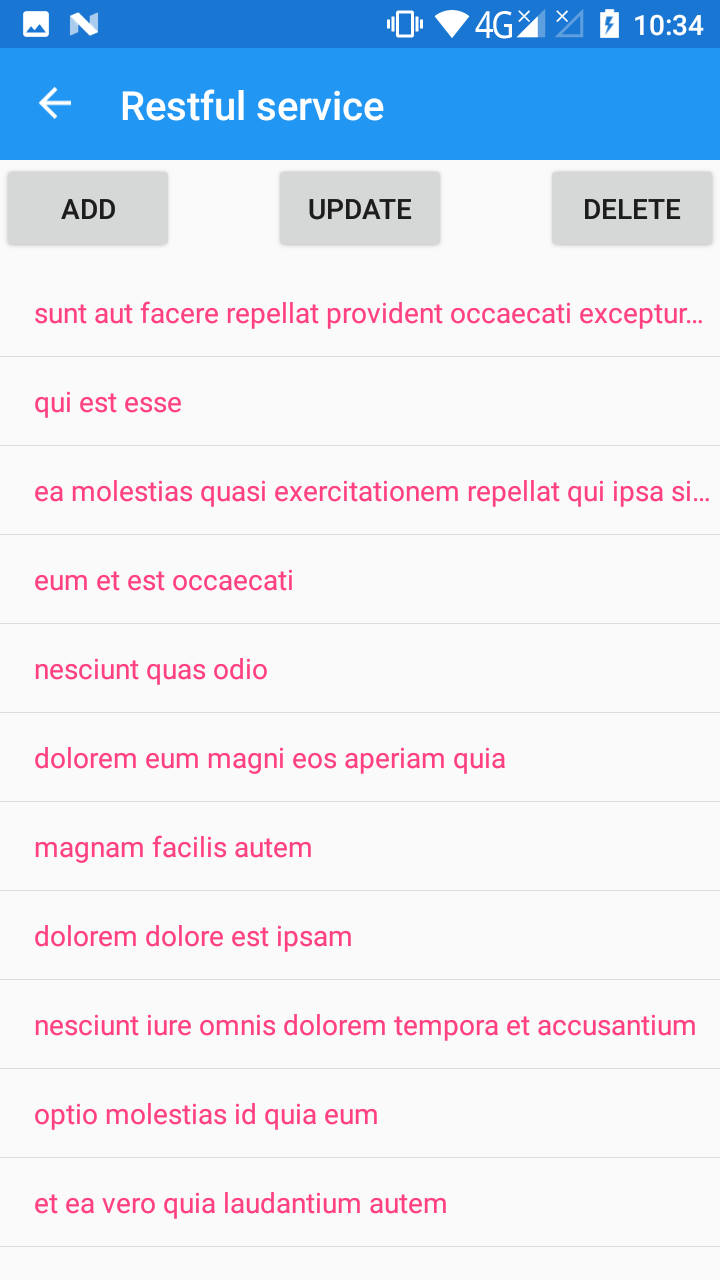 4G 10:34
Restful service
ADD UPDATE DELETE
sunt aut facere repellat provident occaecati exceptur…
qui est esse
ea molestias quasi exercitationem repellat qui ipsa si…
eum et est occaecati
nesciunt quas odio
dolorem eum magni eos aperiam quia
magnam facilis autem
dolorem dolore est ipsam
nesciunt iure omnis dolorem tempora et accusantium
optio molestias id quia eum
et ea vero quia laudantium autem